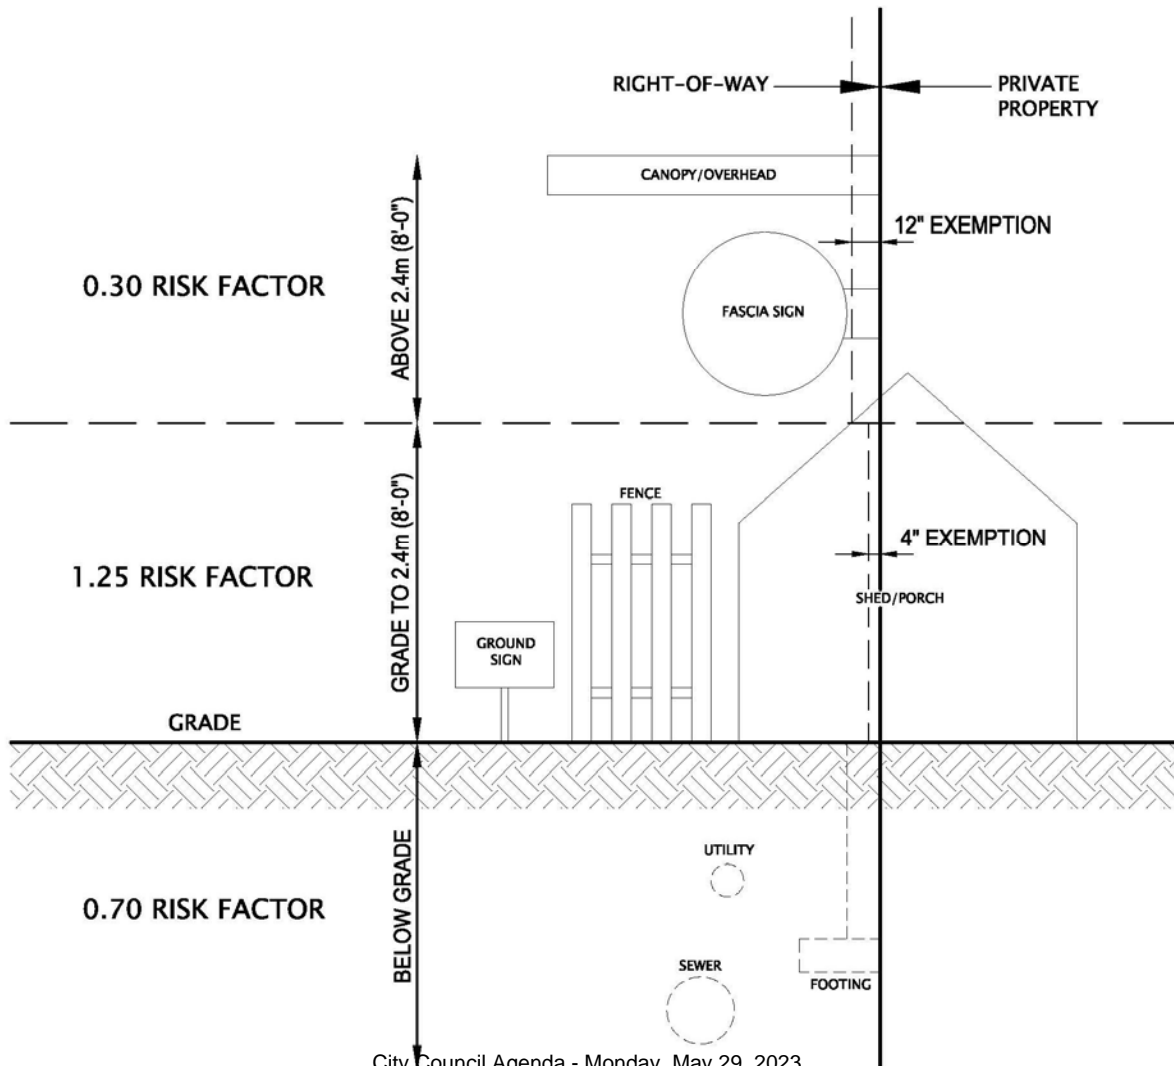 RIGHT-OF-WAY
PRIVATE
PROPERTY
CANOPY/OVERHEAD
12" EXEMPTION
ABOVE 2.4m (8'-0")
0.30 RISK FACTOR
FASCIA SIGN
FENCE
4" EXEMPTION
GRADE TO 2.4m (8'-0")
1.25 RISK FACTOR
SHED/PORCH
GROUND
SIGN
GRADE
UTILITY
BELOW GRADE
0.70 RISK FACTOR
SEWER
FOOTING
City Council Agenda - Monday, May 29, 2023